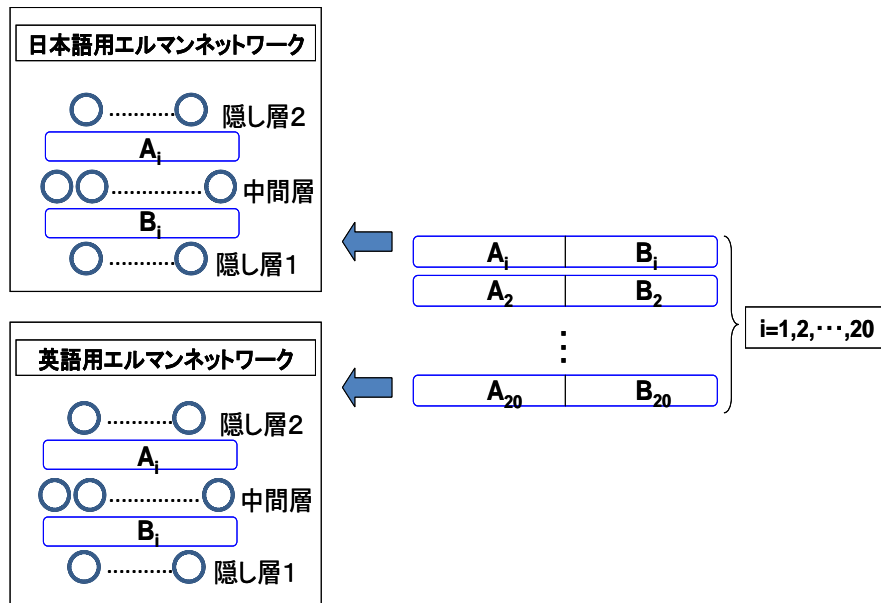 日本語用エルマンネットワーク
………… 隠し層2
Ai
……………… 中間層
Bi
………… 隠し層1
英語用エルマンネットワーク
………… 隠し層2
Ai
……………… 中間層
Bi
………… 隠し層1
Ai Bi
A2 B2
⋮
A20 B20
i=1,2,・・・,20